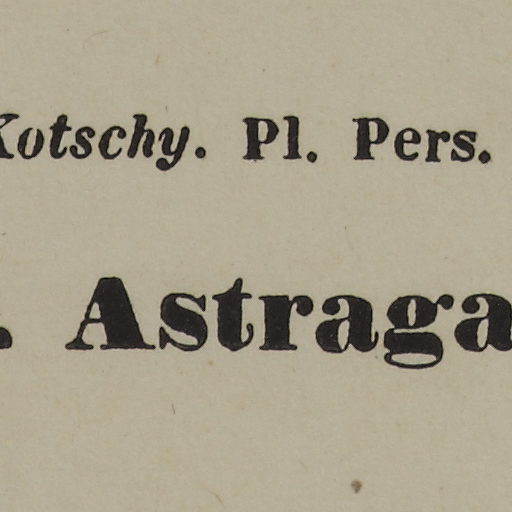 Kotschy. Pl. Pers.
. Astraga